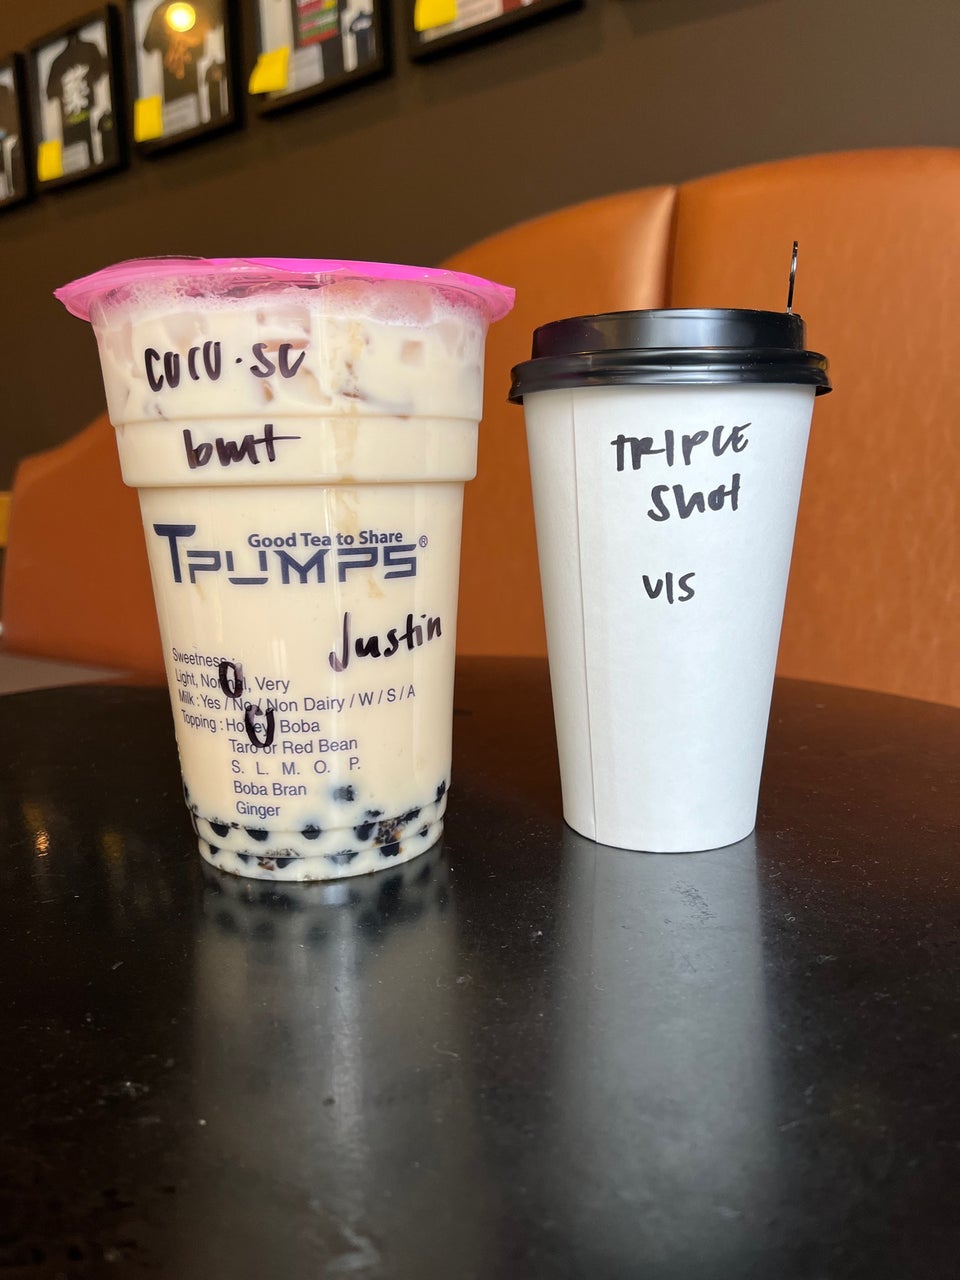 coco · sc
bmt
Good Tea to Share
TPUMPS®
Justin
Sweetness:
Light, Normal, Very
Milk : Yes / No / Non Dairy / W / S / A
Topping : Honey Boba
Taro or Red Bean
S. L. M. O. P.
Boba Bran
Ginger
TRIPLE
Shot
V/S